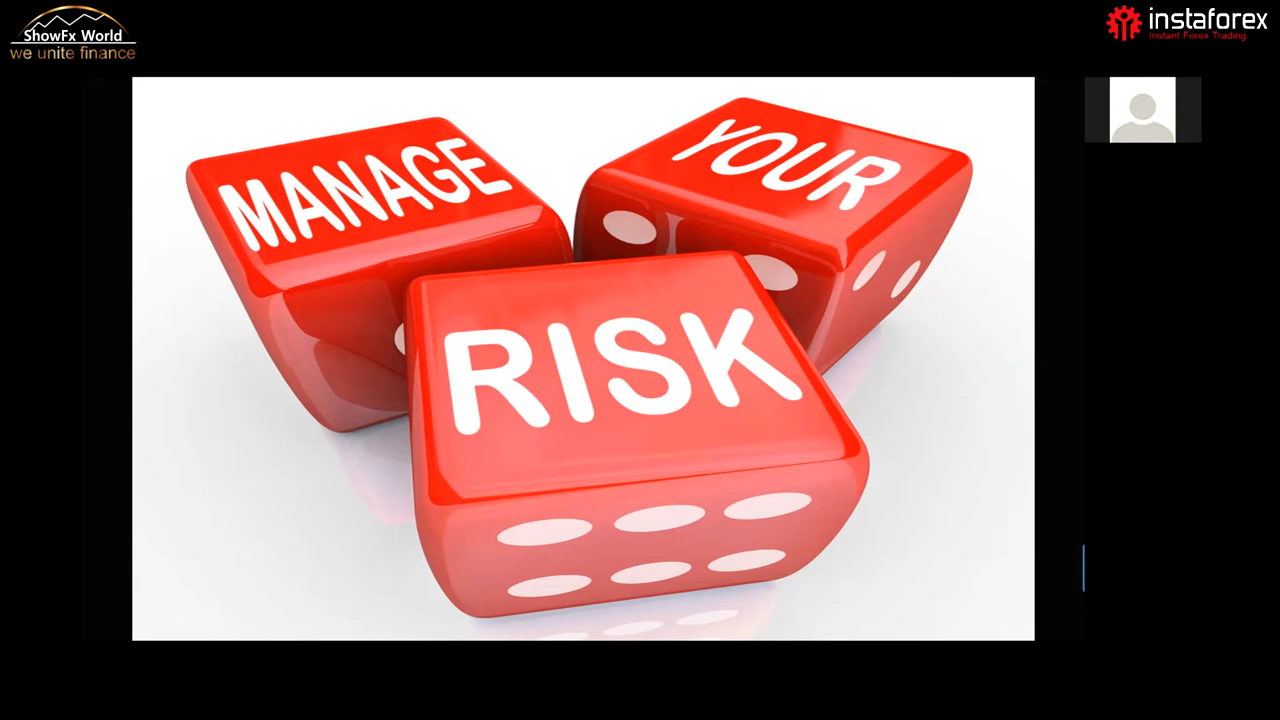 ShowFx World
we unite finance
instaforex
Instant Forex Trading
MANAGE
YOUR
RISK